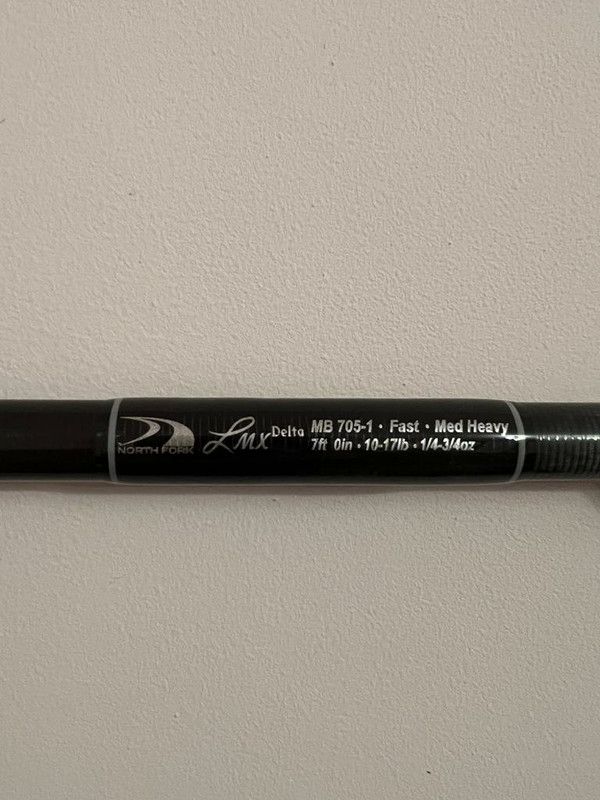 NORTH FORK
Lmx Delta
MB 705-1 · Fast · Med Heavy
7ft 0in · 10-17lb · 1/4-3/4oz